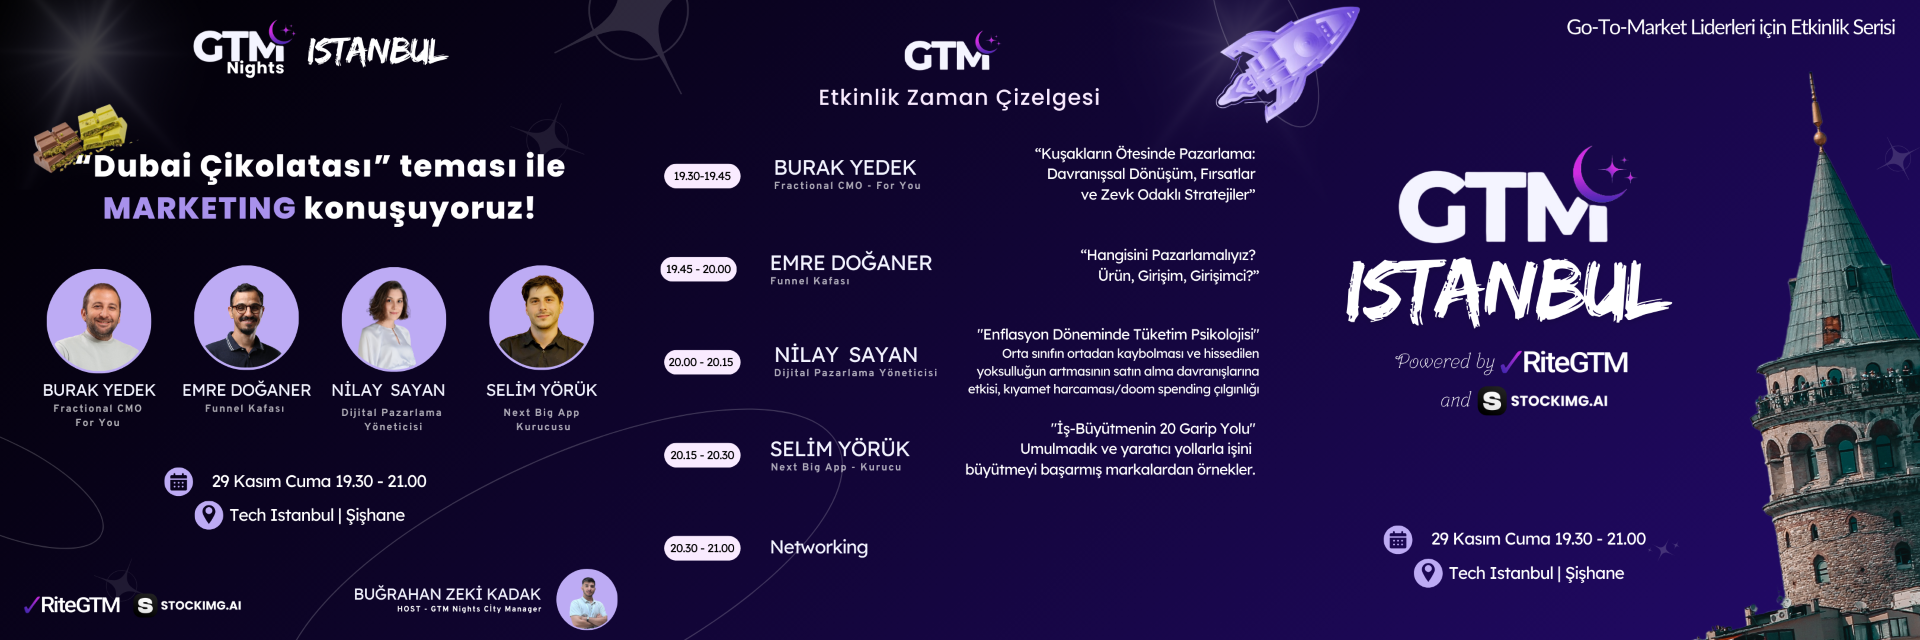 GTM
Nights
ISTANBUL
“Dubai Çikolatası” teması ile
MARKETING konuşuyoruz!
BURAK YEDEK
Fractional CMO
For You
EMRE DOĞANER
Funnel Kafası
NİLAY SAYAN
Dijital Pazarlama
Yöneticisi
SELİM YÖRÜK
Next Big App
Kurucusu
29 Kasım Cuma 19.30 - 21.00
Tech Istanbul | Şişhane
RiteGTM
S STOCKIMG.AI
BUĞRAHAN ZEKİ KADAK
HOST - GTM Nights City Manager
GTM
Etkinlik Zaman Çizelgesi
19.30-19.45
BURAK YEDEK
Fractional CMO - For You
“Kuşakların Ötesinde Pazarlama:
Davranışsal Dönüşüm, Fırsatlar
ve Zevk Odaklı Stratejiler”
19.45 - 20.00
EMRE DOĞANER
Funnel Kafası
“Hangisini Pazarlamalıyız?
Ürün, Girişim, Girişimci?”
20.00 - 20.15
NİLAY SAYAN
Dijital Pazarlama Yöneticisi
"Enflasyon Döneminde Tüketim Psikolojisi"
Orta sınıfın ortadan kaybolması ve hissedilen
yoksulluğun artmasının satın alma davranışlarına
etkisi, kıyamet harcaması/doom spending çılgınlığı
20.15 - 20.30
SELİM YÖRÜK
Next Big App - Kurucu
"İş-Büyütmenin 20 Garip Yolu"
Umulmadık ve yaratıcı yollarla işini
büyütmeyi başarmış markalardan örnekler.
20.30 - 21.00
Networking
Go-To-Market Liderleri için Etkinlik Serisi
GTM
ISTANBUL
Powered by RiteGTM
and S STOCKIMG.AI
29 Kasım Cuma 19.30 - 21.00
Tech Istanbul | Şişhane